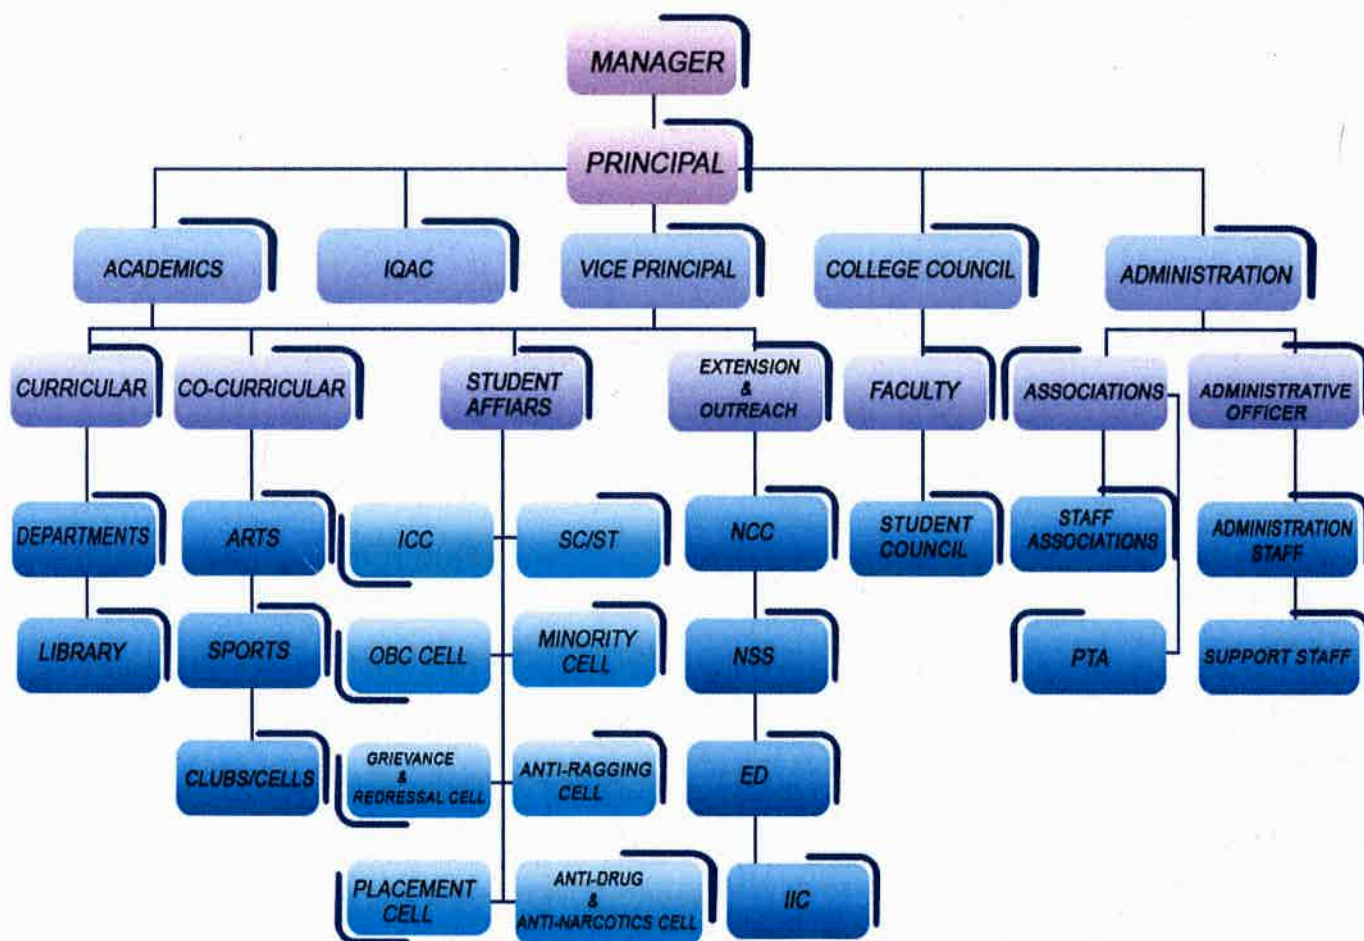 MANAGER
PRINCIPAL
ACADEMICS
IQAC
VICE PRINCIPAL
COLLEGE COUNCIL
ADMINISTRATION
CURRICULAR
CO-CURRICULAR
STUDENT
AFFIARS
EXTENSION
&
OUTREACH
FACULTY
ASSOCIATIONS
ADMINISTRATIVE
OFFICER
DEPARTMENTS
ARTS
ICC
SC/ST
NCC
STUDENT
COUNCIL
STAFF
ASSOCIATIONS
ADMINISTRATION
STAFF
LIBRARY
SPORTS
OBC CELL
MINORITY
CELL
NSS
PTA
SUPPORT STAFF
CLUBS/CELLS
GRIEVANCE
&
REDRESSAL CELL
ANTI-RAGGING
CELL
ED
PLACEMENT
CELL
ANTI-DRUG
&
ANTI-NARCOTICS CELL
IIC